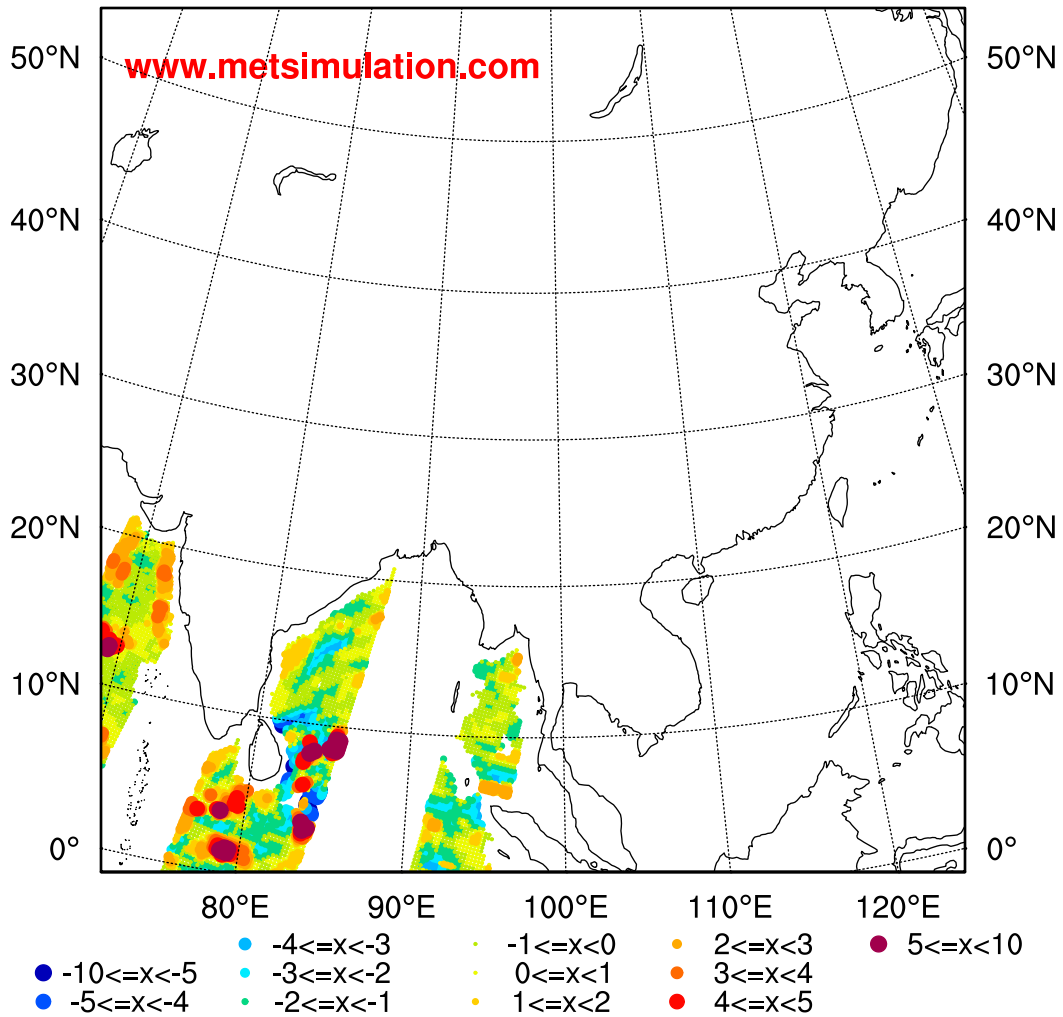 www.metsimulation.com
50°N 50°N
40°N 40°N
30°N 30°N
20°N 20°N
10°N 10°N
0° 0°
80°E 90°E 100°E 110°E 120°E
-4<=x<-3 -1<=x<0 2<=x<3 5<=x<10
-10<=x<-5 -3<=x<-2 0<=x<1 3<=x<4
-5<=x<-4 -2<=x<-1 1<=x<2 4<=x<5